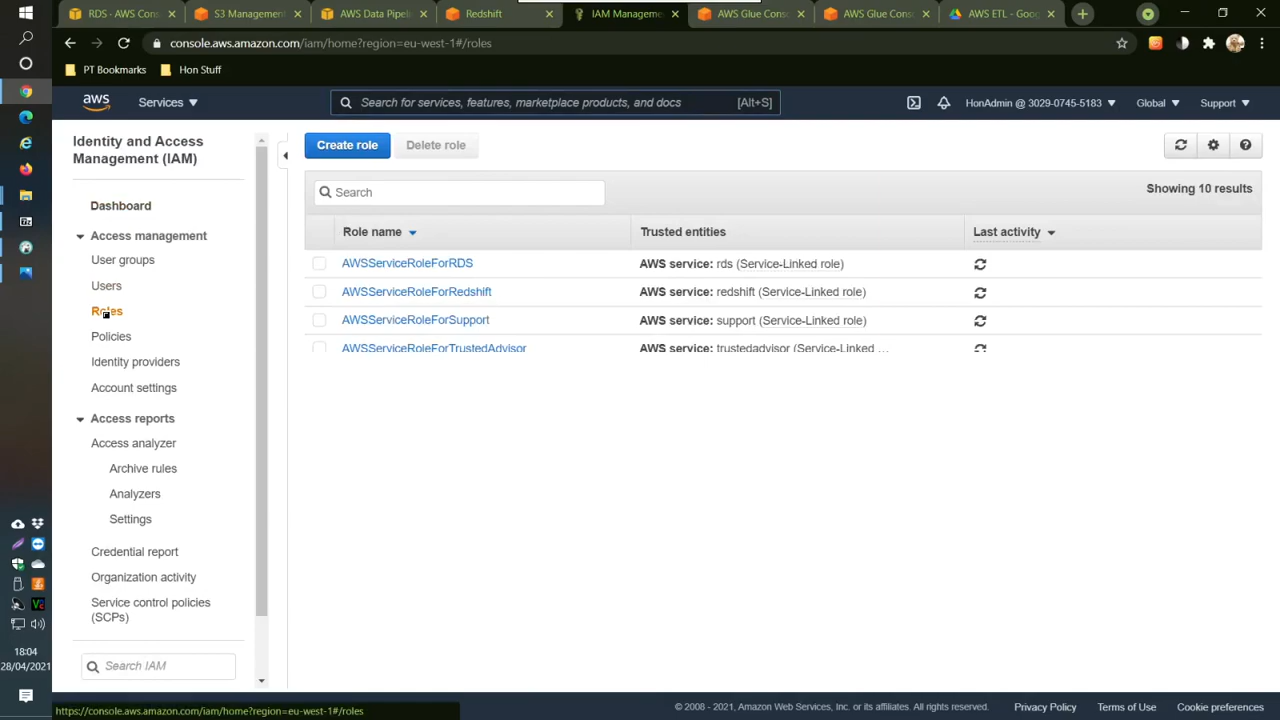 RDS - AWS Cons
S3 Managemen
AWS Data Pipelin
Redshift
IAM Manageme
AWS Glue Conso
AWS Glue Conso
AWS ETL - Goog
console.aws.amazon.com/iam/home?region=eu-west-1#/roles
PT Bookmarks
Hon Stuff
aws
Services
Search for services, features, marketplace products, and docs
[Alt+S]
HonAdmin @ 3029-0745-5183
Global
Support
Identity and Access
Management (IAM)
Dashboard
Access management
User groups
Users
Roles
Policies
Identity providers
Account settings
Access reports
Access analyzer
Archive rules
Analyzers
Settings
Credential report
Organization activity
Service control policies
(SCPs)
Search IAM
Create role
Delete role
Search
Showing 10 results
Role name
Trusted entities
Last activity
AWSServiceRoleForRDS
AWS service: rds (Service-Linked role)
AWSServiceRoleForRedshift
AWS service: redshift (Service-Linked role)
AWSServiceRoleForSupport
AWS service: support (Service-Linked role)
AWSServiceRoleForTrustedAdvisor
AWS service: trustedadvisor (Service-Linked ...
18:04
28/04/2021
https://console.aws.amazon.com/iam/home?region=eu-west-1#/roles
© 2008 - 2021, Amazon Web Services, Inc. or its affiliates. All rights reserved.
Privacy Policy
Terms of Use
Cookie preferences